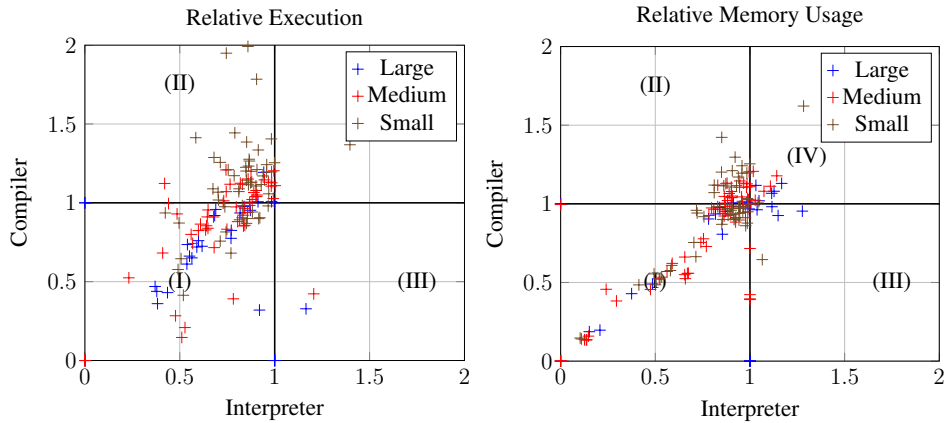 Relative Execution
2
1.5
1
0.5
0
0
0.5
1
1.5
2
Compiler
Interpreter
(II)
(I)
(III)
Large
Medium
Small
Relative Memory Usage
2
1.5
1
0.5
0
0
0.5
1
1.5
2
Compiler
Interpreter
(II)
(IV)
(I)
(III)
Large
Medium
Small